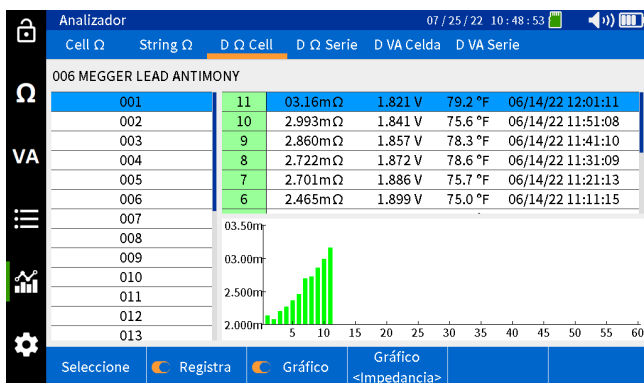 Analizador 07/25/22 10:48:53
Cell Ω String Ω D Ω Cell D Ω Serie D VA Celda D VA Serie
006 MEGGER LEAD ANTIMONY
Ω
VA
001
002
003
004
005
006
007
008
009
010
011
012
013
11 03.16mΩ 1.821 V 79.2 °F 06/14/22 12:01:11
10 2.993mΩ 1.841 V 75.6 °F 06/14/22 11:51:08
9 2.860mΩ 1.857 V 78.3 °F 06/14/22 11:41:10
8 2.722mΩ 1.872 V 78.6 °F 06/14/22 11:31:09
7 2.701mΩ 1.886 V 75.7 °F 06/14/22 11:21:13
6 2.465mΩ 1.899 V 75.0 °F 06/14/22 11:11:15
03.50m
03.00m
2.500m
2.000m
5 10 15 20 25 30 35 40 45 50 55 60
Seleccione Registra Gráfico Gráfico
<Impedancia>